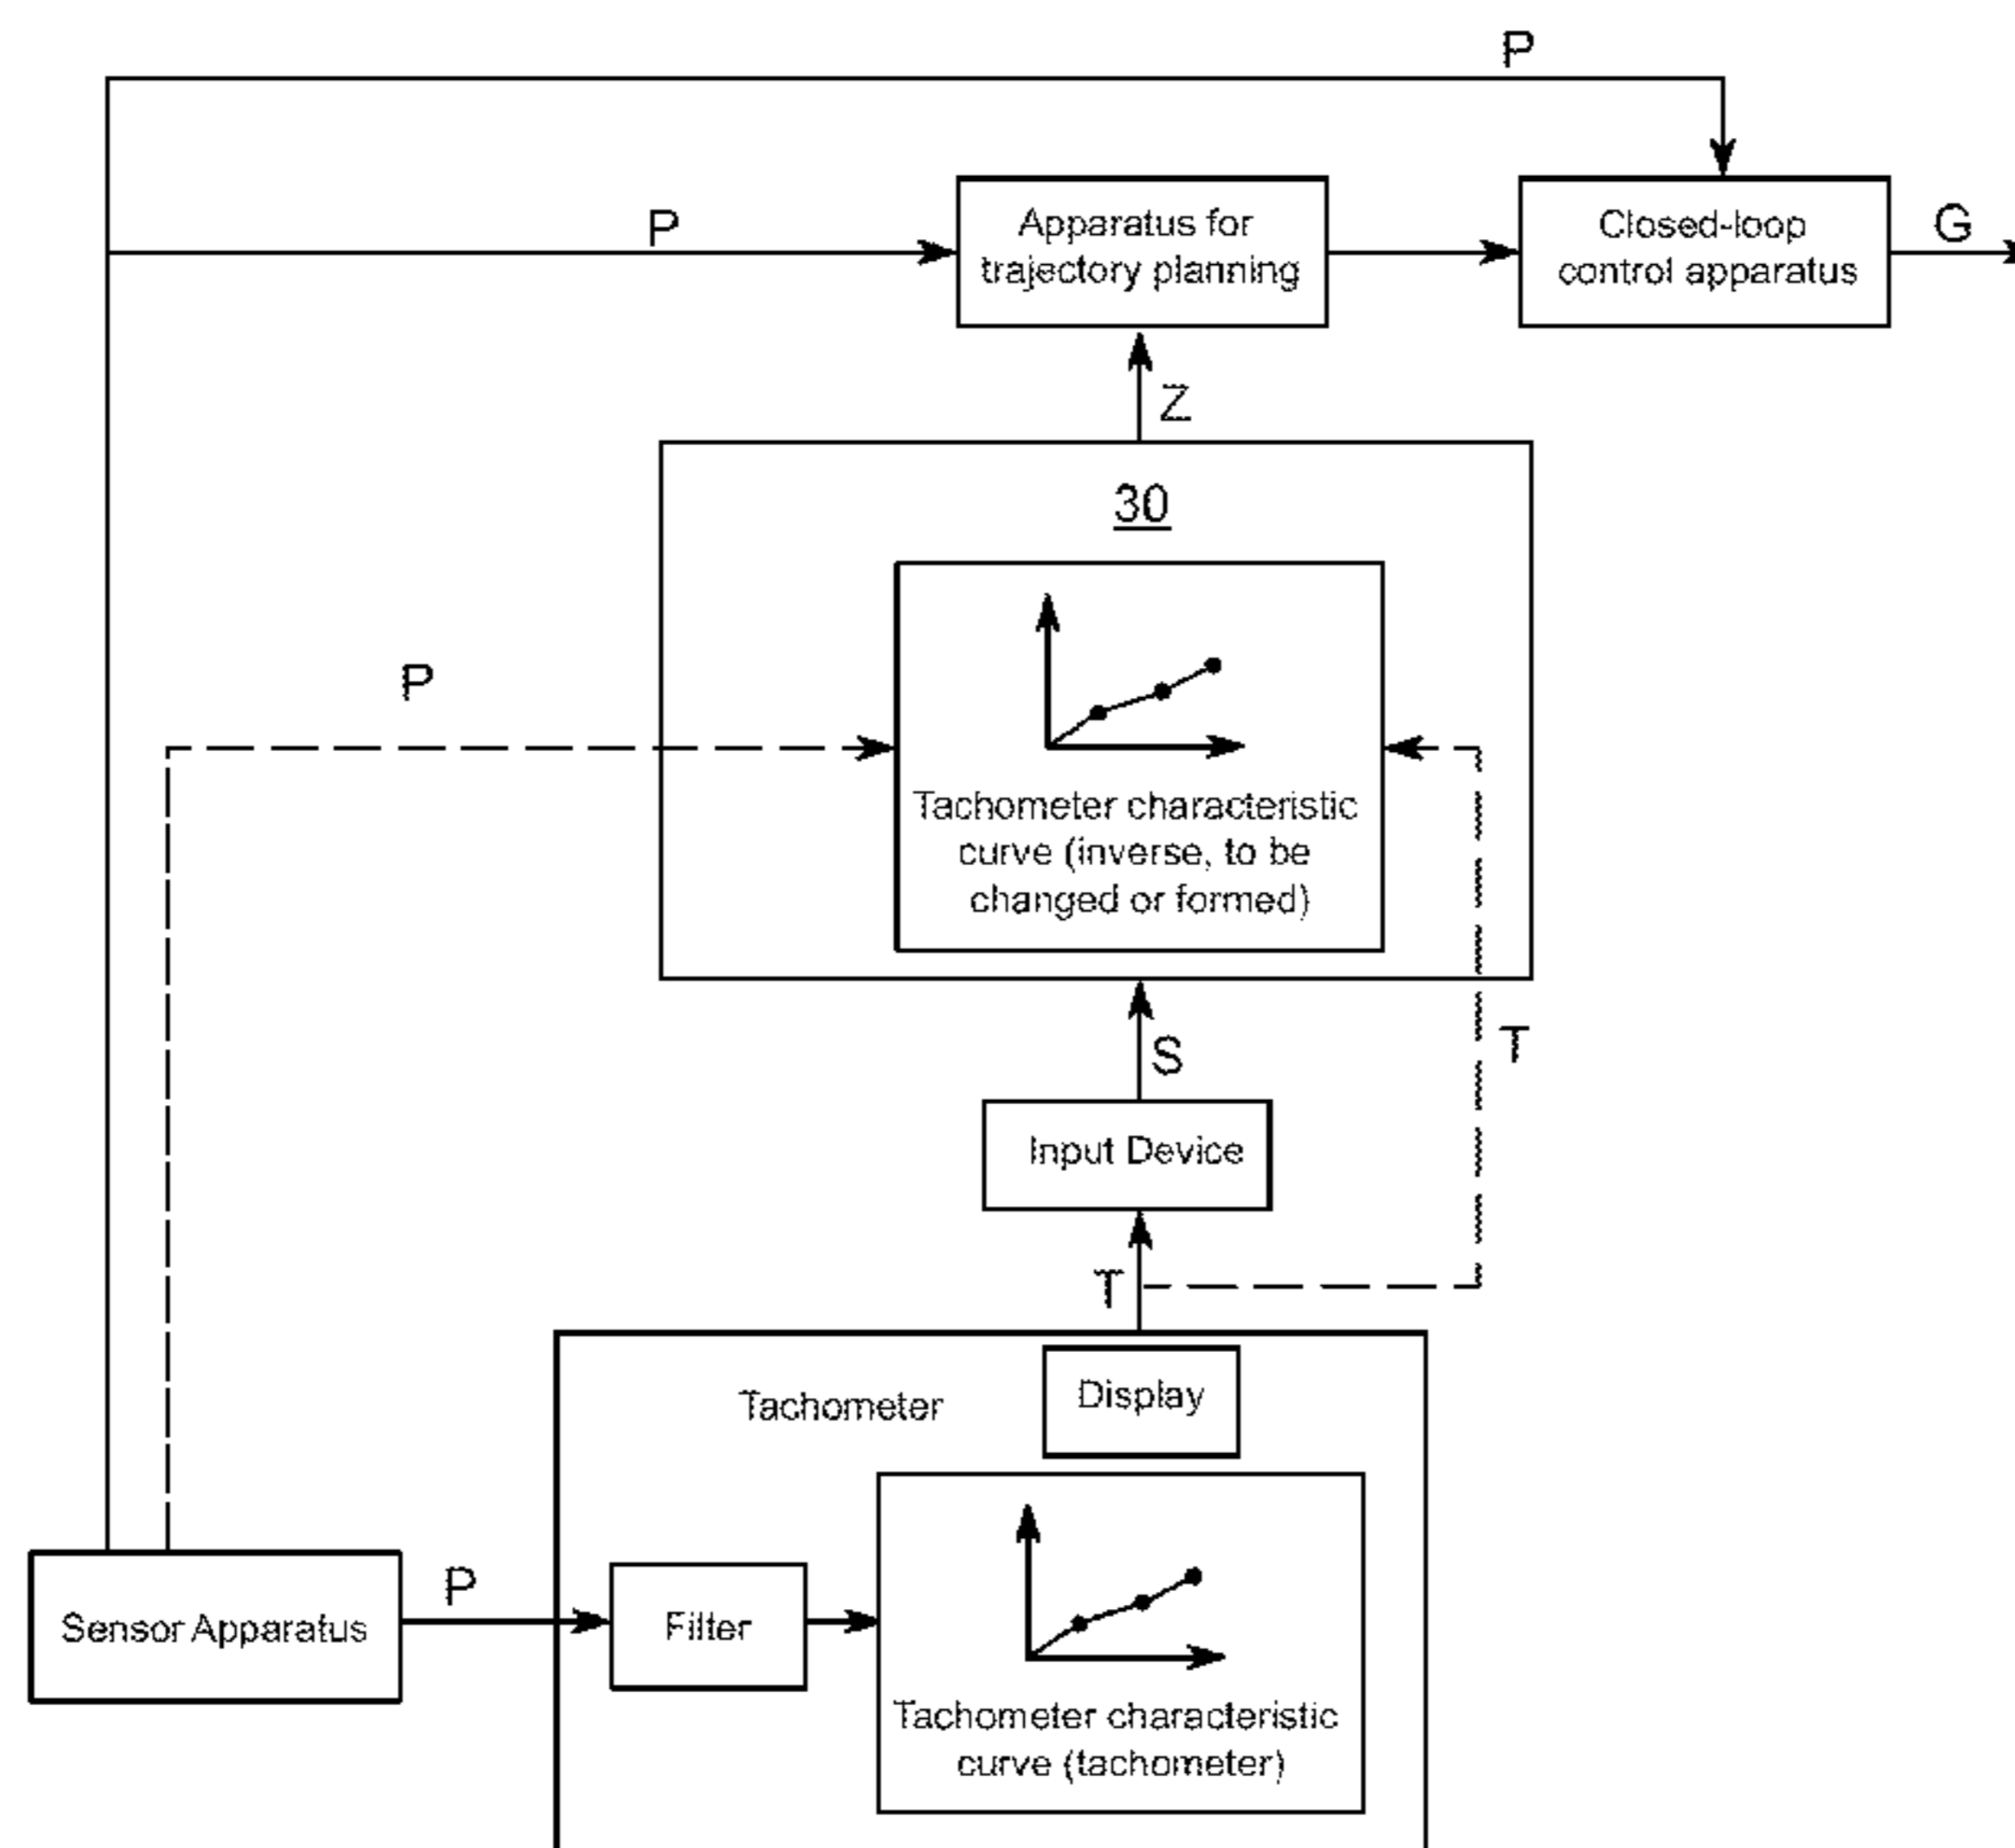 P
P
Apparatus for
trajectory planning
Closed-loop
control apparatus
G
Z
30
P
Tachometer characteristic
curve (inverse, to be
changed or formed)
S
T
Input Device
T
Tachometer
Display
P
Sensor Apparatus
Filter
Tachometer characteristic
curve (tachometer)